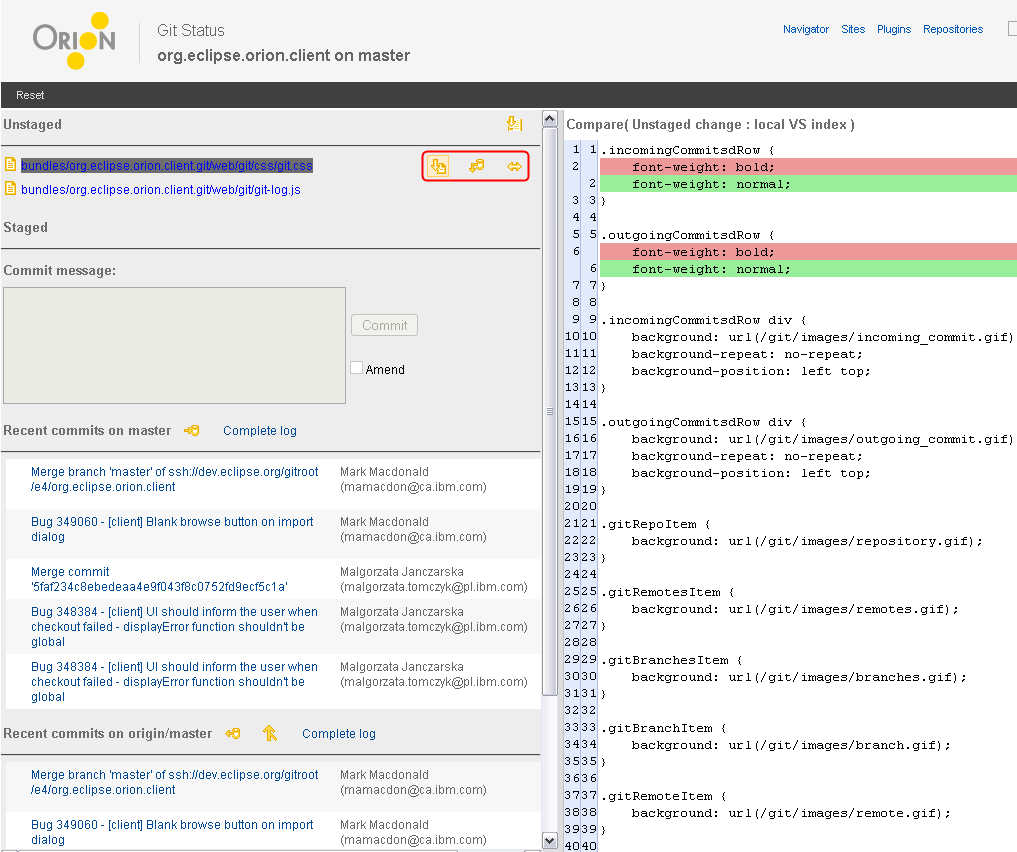 ORION
Git Status
org.eclipse.orion.client on master
Navigator Sites Plugins Repositories
Reset
Unstaged
bundles/org.eclipse.orion.client.git/web/git/css/git.css
bundles/org.eclipse.orion.client.git/web/git/git-log.js
Staged
Commit message:
Commit
Amend
Recent commits on master Complete log
Merge branch 'master' of ssh://dev.eclipse.org/gitroot
/e4/org.eclipse.orion.client
Mark Macdonald
(mamacdon@ca.ibm.com)
Bug 349060 - [client] Blank browse button on import
dialog
Mark Macdonald
(mamacdon@ca.ibm.com)
Merge commit
'5faf234c8ebedeaa4e9f043f8c0752fd9ecf5c1a'
Malgorzata Janczarska
(malgorzata.tomczyk@pl.ibm.com)
Bug 348384 - [client] UI should inform the user when
checkout failed - displayError function shouldn't be
global
Malgorzata Janczarska
(malgorzata.tomczyk@pl.ibm.com)
Bug 348384 - [client] UI should inform the user when
checkout failed - displayError function shouldn't be
global
Malgorzata Janczarska
(malgorzata.tomczyk@pl.ibm.com)
Recent commits on origin/master Complete log
Merge branch 'master' of ssh://dev.eclipse.org/gitroot
/e4/org.eclipse.orion.client
Mark Macdonald
(mamacdon@ca.ibm.com)
Bug 349060 - [client] Blank browse button on import
dialog
Mark Macdonald
(mamacdon@ca.ibm.com)
Compare( Unstaged change : local VS index )
1 1 .incomingCommitsdRow {
2 font-weight: bold;
2 font-weight: normal;
3 3 }
4 4
5 5 .outgoingCommitsdRow {
6 font-weight: bold;
6 font-weight: normal;
7 7 }
8 8
9 9 .incomingCommitsdRow div {
10 10 background: url(/git/images/incoming_commit.gif)
11 11 background-repeat: no-repeat;
12 12 background-position: left top;
13 13 }
14 14
15 15 .outgoingCommitsdRow div {
16 16 background: url(/git/images/outgoing_commit.gif)
17 17 background-repeat: no-repeat;
18 18 background-position: left top;
19 19 }
20 20
21 21 .gitRepoItem {
22 22 background: url(/git/images/repository.gif);
23 23 }
24 24
25 25 .gitRemotesItem {
26 26 background: url(/git/images/remotes.gif);
27 27 }
28 28
29 29 .gitBranchesItem {
30 30 background: url(/git/images/branches.gif);
31 31 }
32 32
33 33 .gitBranchItem {
34 34 background: url(/git/images/branch.gif);
35 35 }
36 36
37 37 .gitRemoteItem {
38 38 background: url(/git/images/remote.gif);
39 39 }
40 40